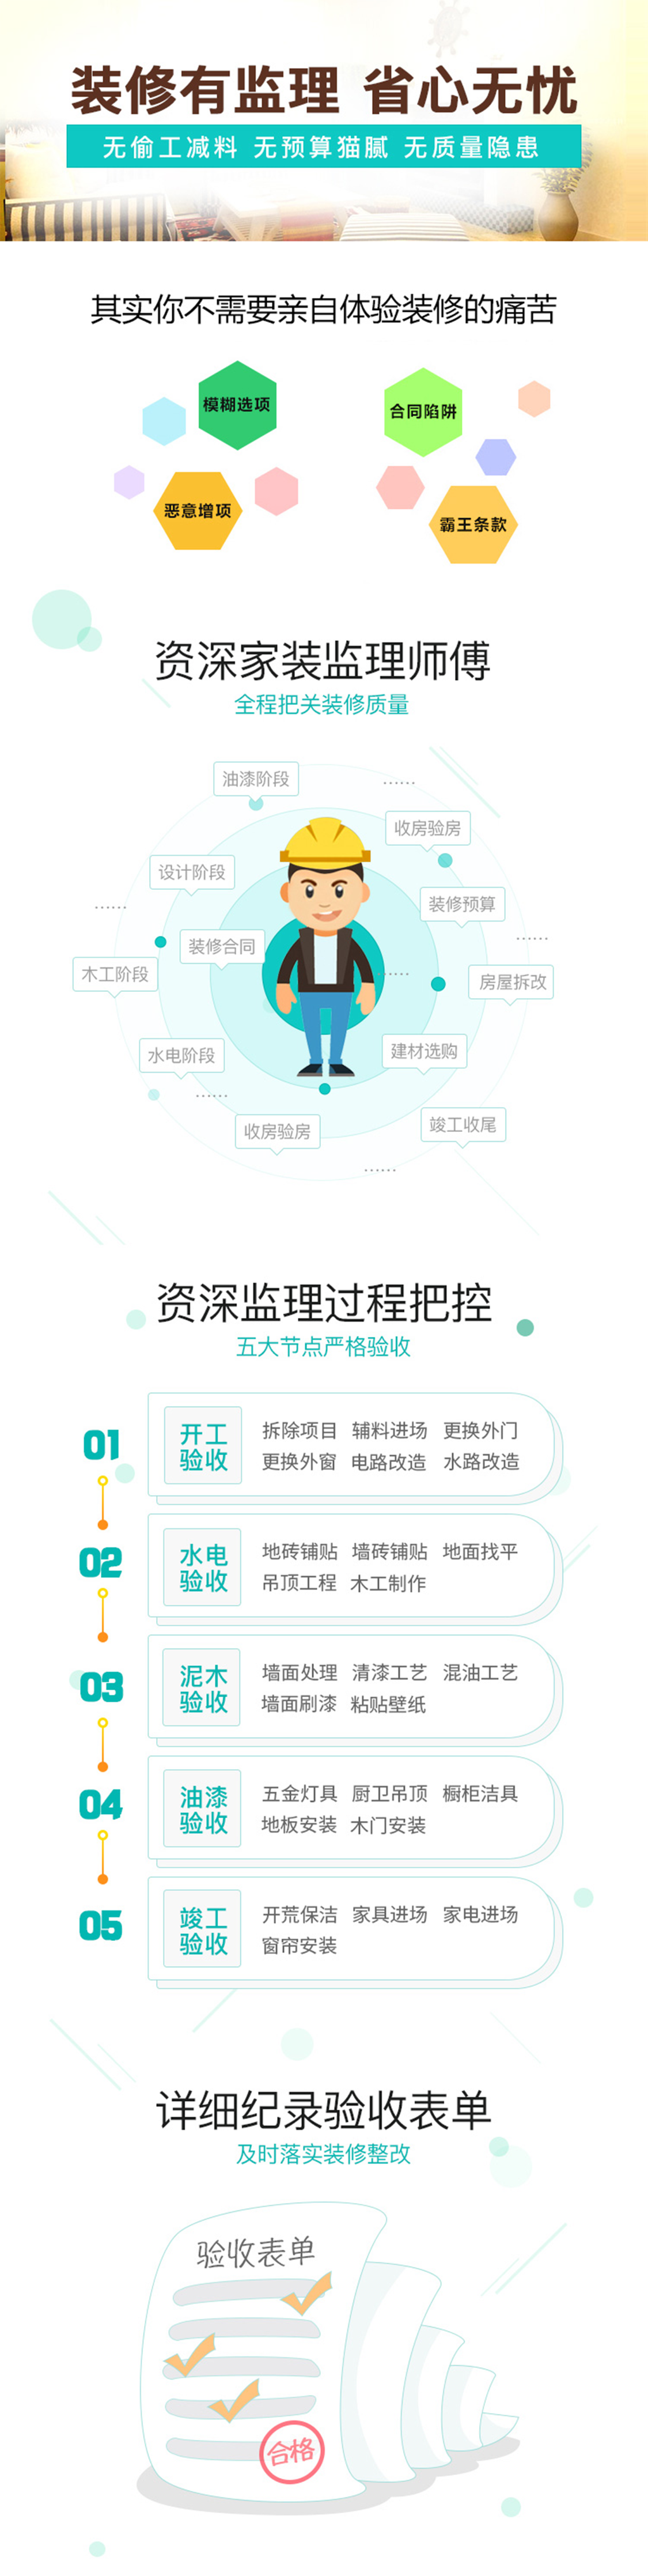 装修有监理 省心无忧
无偷工减料 无预算猫腻 无质量隐患
其实你不需要亲自体验装修的痛苦
模糊选项
合同陷阱
恶意增项
霸王条款
资深家装监理师傅
全程把关装修质量
油漆阶段
......
收房验房
设计阶段
装修预算
......
装修合同
......
木工阶段
......
房屋拆改
水电阶段
建材选购
......
收房验房
竣工收尾
......
资深监理过程把控
五大节点严格验收
01
开工
验收
拆除项目 辅料进场 更换外门
更换外窗 电路改造 水路改造
02
水电
验收
地砖铺贴 墙砖铺贴 地面找平
吊顶工程 木工制作
03
泥木
验收
墙面处理 清漆工艺 混油工艺
墙面刷漆 粘贴壁纸
04
油漆
验收
五金灯具 厨卫吊顶 橱柜洁具
地板安装 木门安装
05
竣工
验收
开荒保洁 家具进场 家电进场
窗帘安装
详细纪录验收表单
及时落实装修整改
验收表单
合格